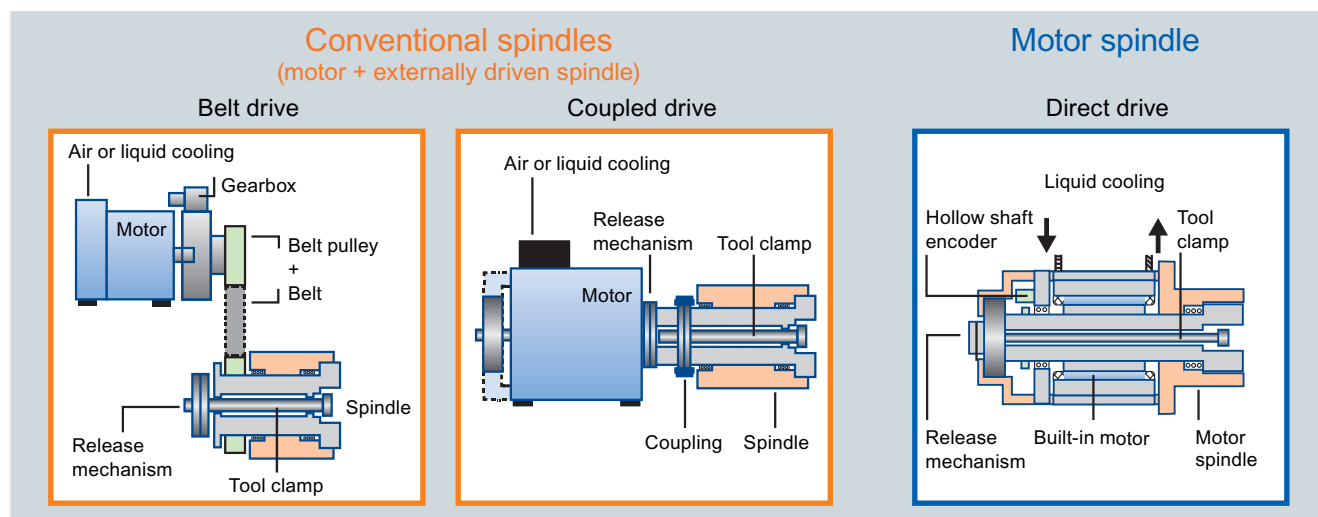 Conventional spindles
(motor + externally driven spindle)
Motor spindle
Belt drive
Coupled drive
Direct drive
Air or liquid cooling
Gearbox
Motor
Belt pulley
+
Belt
Spindle
Release
mechanism
Tool clamp
Air or liquid cooling
Release
mechanism
Tool clamp
Motor
Coupling
Spindle
Liquid cooling
Hollow shaft
encoder
Tool
clamp
Release
mechanism
Built-in motor
Motor
spindle